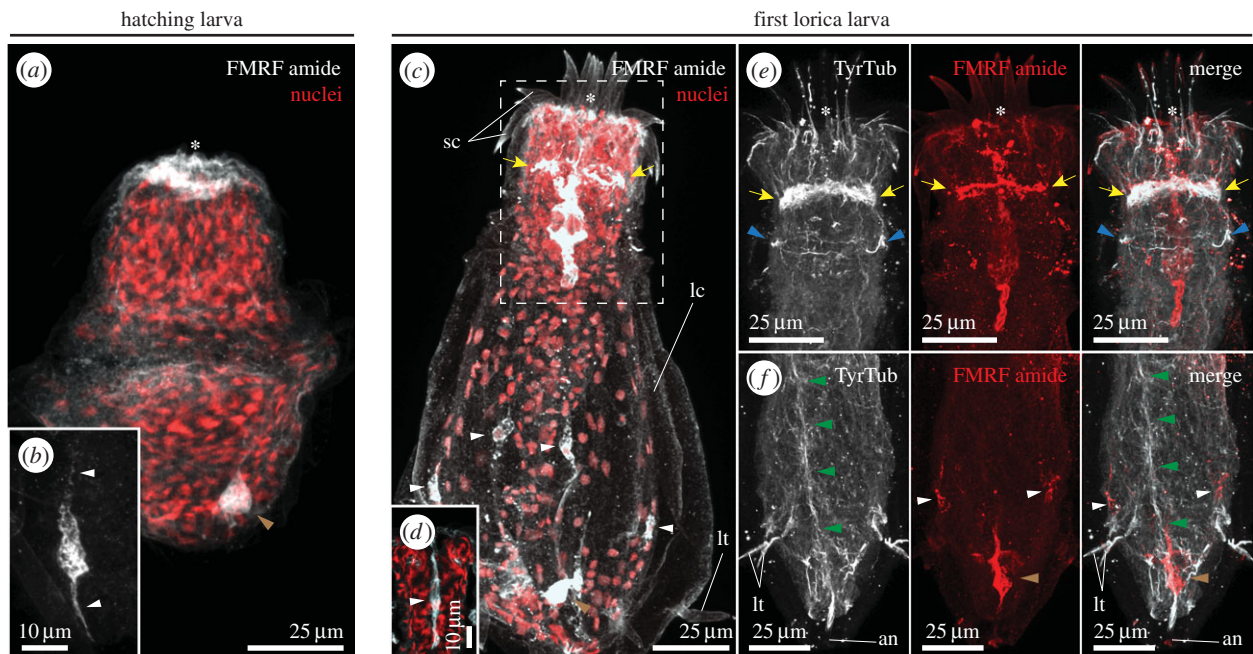 hatching larva
first lorica larva
(a)
FMRF amide
nuclei
*
(b)
10 µm
25 µm
(c)
FMRF amide
nuclei
*
sc
lc
lt
(d)
10 µm
25 µm
(e)
TyrTub
*
25 µm
FMRF amide
*
25 µm
merge
*
25 µm
(f)
TyrTub
lt
25 µm
FMRF amide
an
25 µm
merge
lt
an
25 µm